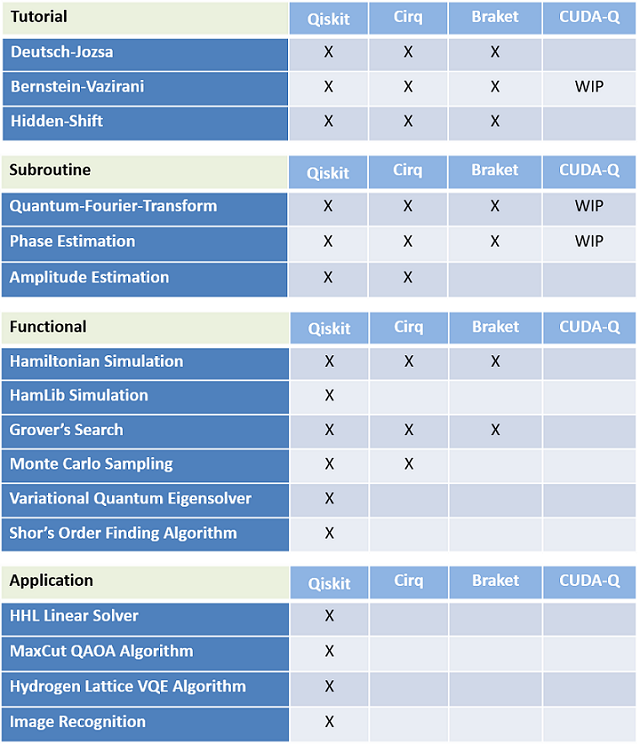 Tutorial Qiskit Cirq Braket CUDA-Q
Deutsch-Jozsa X X X
Bernstein-Vazirani X X X WIP
Hidden-Shift X X X
Subroutine Qiskit Cirq Braket CUDA-Q
Quantum-Fourier-Transform X X X WIP
Phase Estimation X X X WIP
Amplitude Estimation X X
Functional Qiskit Cirq Braket CUDA-Q
Hamiltonian Simulation X X X
HamLib Simulation X
Grover's Search X X X
Monte Carlo Sampling X X
Variational Quantum Eigensolver X
Shor's Order Finding Algorithm X
Application Qiskit Cirq Braket CUDA-Q
HHL Linear Solver X
MaxCut QAOA Algorithm X
Hydrogen Lattice VQE Algorithm X
Image Recognition X